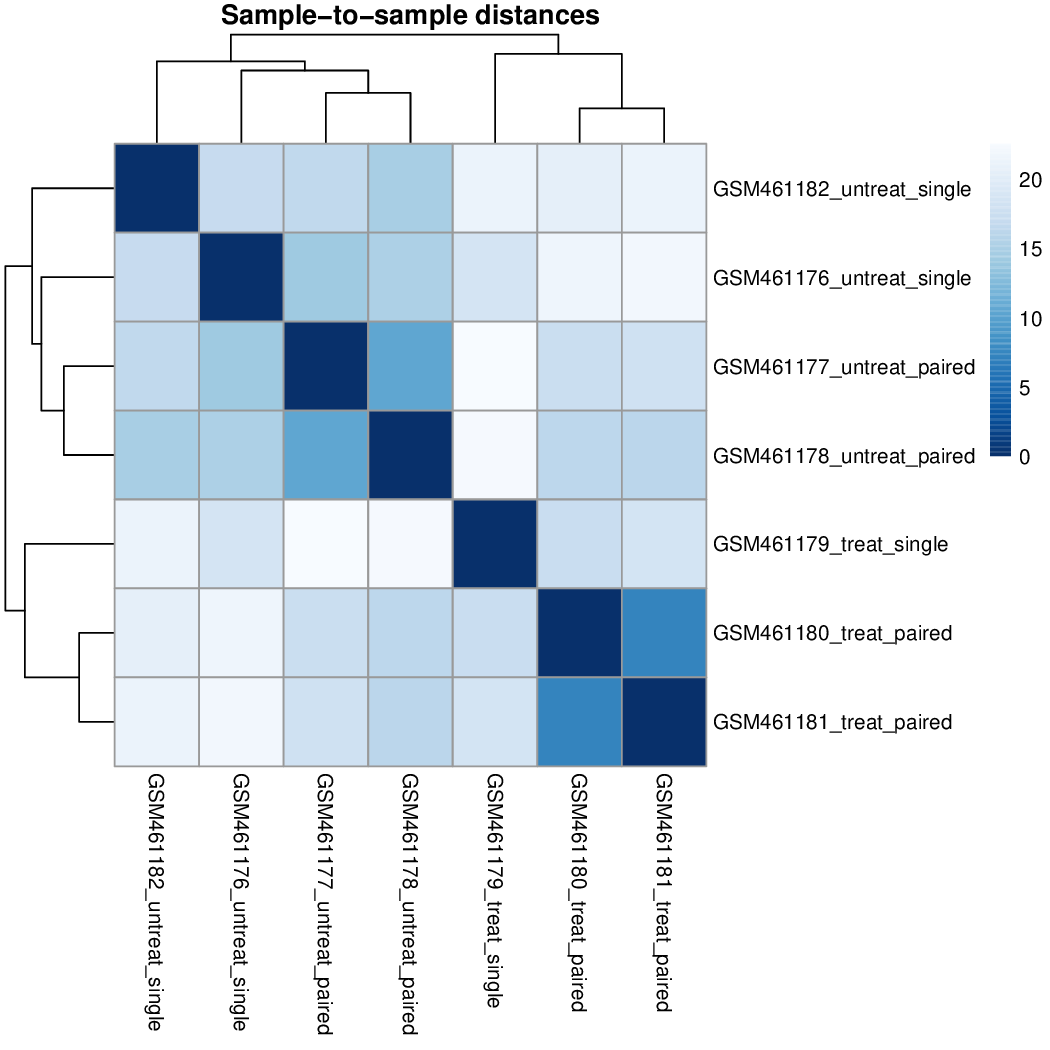 Sample−to−sample distances
GSM461182_untreat_single
GSM461176_untreat_single
GSM461177_untreat_paired
GSM461178_untreat_paired
GSM461179_treat_single
GSM461180_treat_paired
GSM461181_treat_paired
20
15
10
5
0
GSM461182_untreat_single
GSM461176_untreat_single
GSM461177_untreat_paired
GSM461178_untreat_paired
GSM461179_treat_single
GSM461180_treat_paired
GSM461181_treat_paired